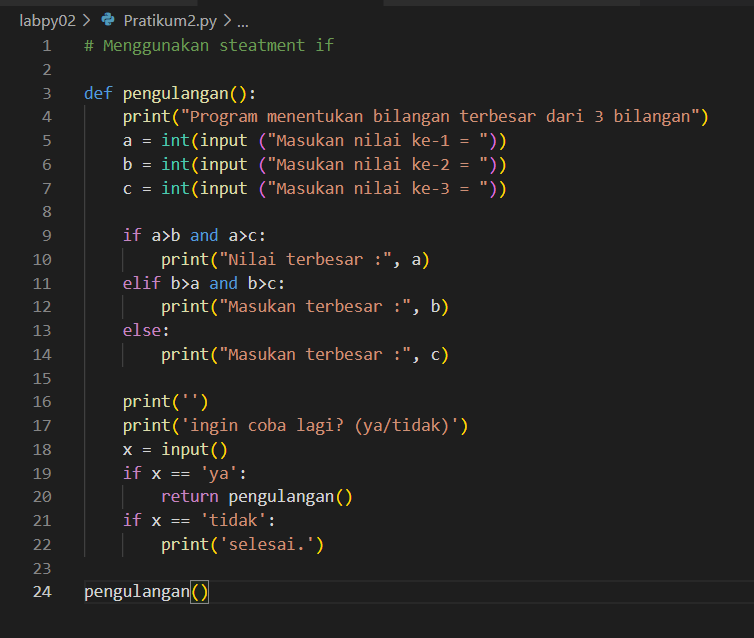 labpy02 > Pratikum2.py > ...
1 # Menggunakan steatment if
2
3 def pengulangan():
4     print("Program menentukan bilangan terbesar dari 3 bilangan")
5     a = int(input ("Masukan nilai ke-1 = "))
6     b = int(input ("Masukan nilai ke-2 = "))
7     c = int(input ("Masukan nilai ke-3 = "))
8
9     if a>b and a>c:
10         print("Nilai terbesar :", a)
11     elif b>a and b>c:
12         print("Masukan terbesar :", b)
13     else:
14         print("Masukan terbesar :", c)
15
16     print('')
17     print('ingin coba lagi? (ya/tidak)')
18     x = input()
19     if x == 'ya':
20         return pengulangan()
21     if x == 'tidak':
22         print('selesai.')
23
24 pengulangan()